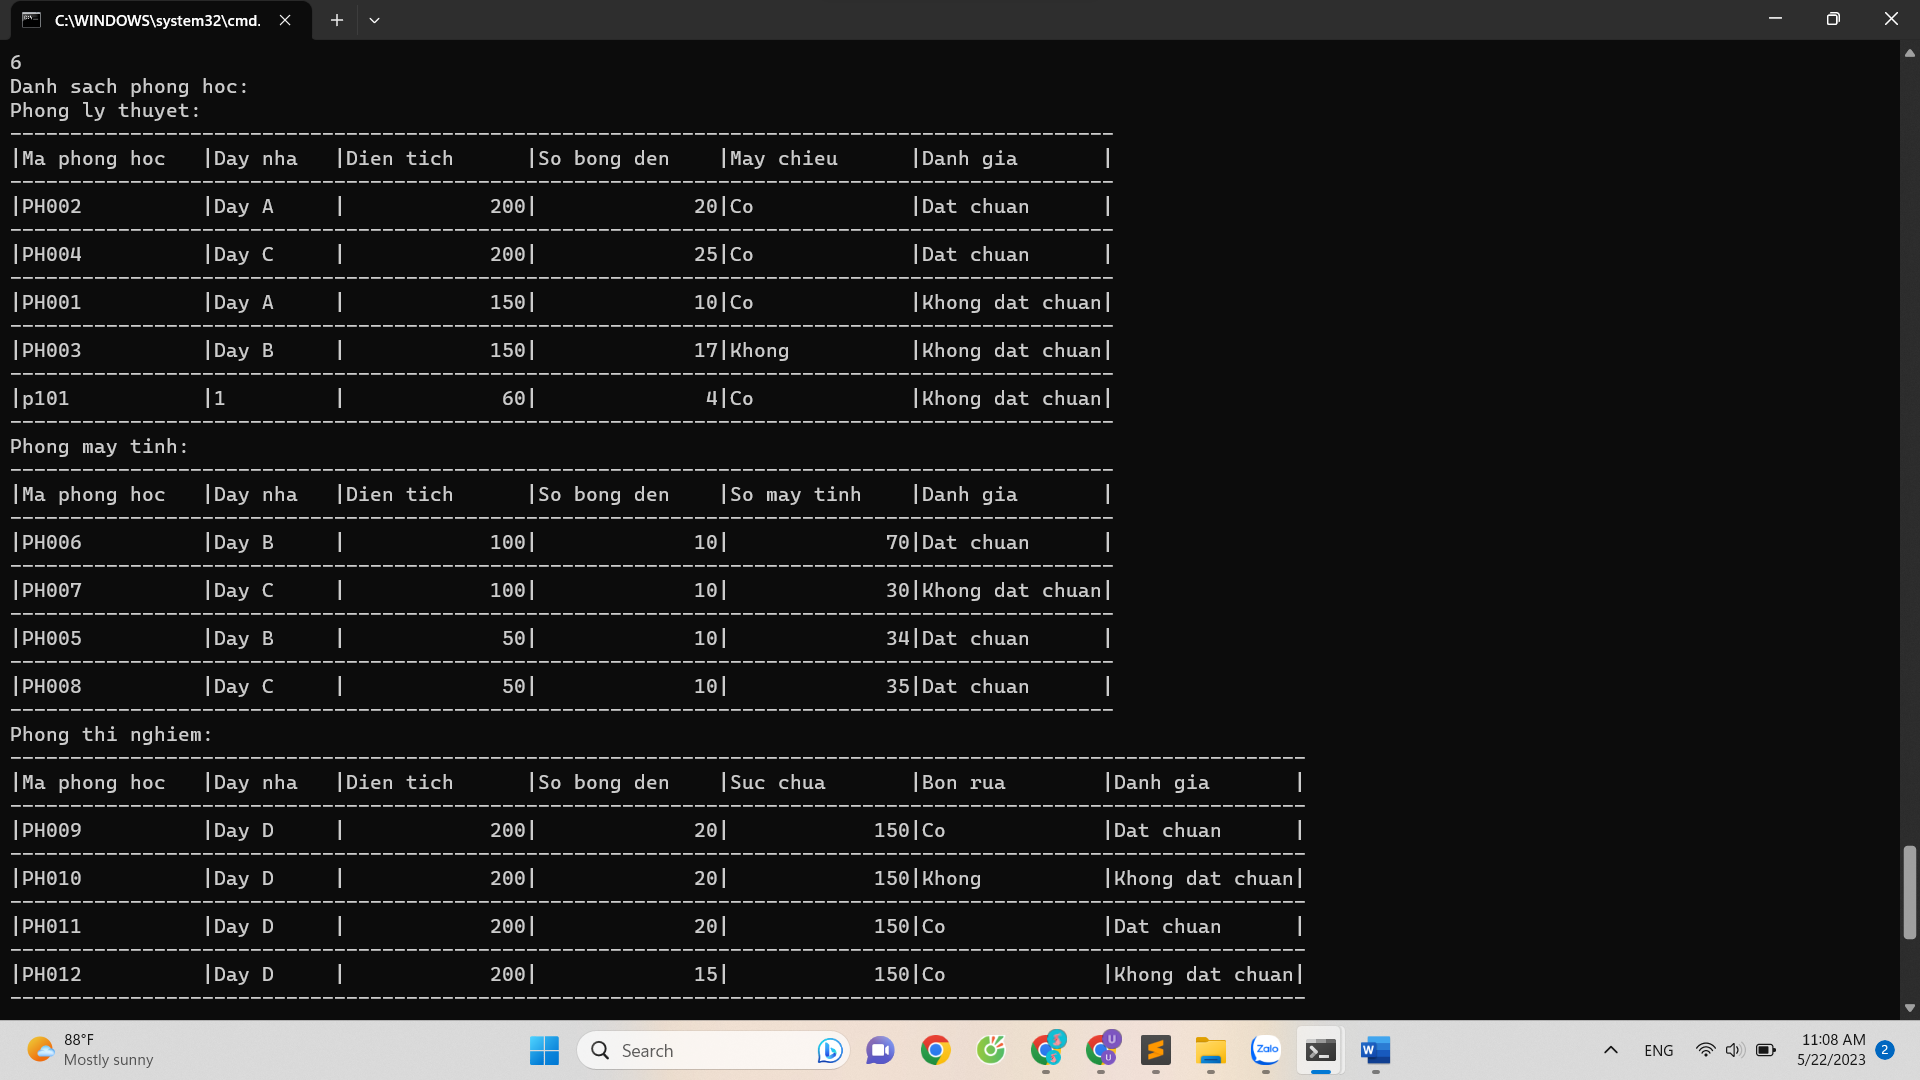 C:\WINDOWS\system32\cmd.
6
Danh sach phong hoc:
Phong ly thuyet:
-------------------------------------------------------------------------------------------
|Ma phong hoc   |Day nha   |Dien tich      |So bong den    |May chieu      |Danh gia       |
-------------------------------------------------------------------------------------------
|PH002          |Day A     |            200|             20|Co             |Dat chuan      |
-------------------------------------------------------------------------------------------
|PH004          |Day C     |            200|             25|Co             |Dat chuan      |
-------------------------------------------------------------------------------------------
|PH001          |Day A     |            150|             10|Co             |Khong dat chuan|
-------------------------------------------------------------------------------------------
|PH003          |Day B     |            150|             17|Khong          |Khong dat chuan|
-------------------------------------------------------------------------------------------
|p101           |1         |             60|              4|Co             |Khong dat chuan|
-------------------------------------------------------------------------------------------
Phong may tinh:
-------------------------------------------------------------------------------------------
|Ma phong hoc   |Day nha   |Dien tich      |So bong den    |So may tinh    |Danh gia       |
-------------------------------------------------------------------------------------------
|PH006          |Day B     |            100|             10|             70|Dat chuan      |
-------------------------------------------------------------------------------------------
|PH007          |Day C     |            100|             10|             30|Khong dat chuan|
-------------------------------------------------------------------------------------------
|PH005          |Day B     |             50|             10|             34|Dat chuan      |
-------------------------------------------------------------------------------------------
|PH008          |Day C     |             50|             10|             35|Dat chuan      |
-------------------------------------------------------------------------------------------
Phong thi nghiem:
-----------------------------------------------------------------------------------------------------------
|Ma phong hoc   |Day nha   |Dien tich      |So bong den    |Suc chua       |Bon rua        |Danh gia       |
-----------------------------------------------------------------------------------------------------------
|PH009          |Day D     |            200|             20|            150|Co             |Dat chuan      |
-----------------------------------------------------------------------------------------------------------
|PH010          |Day D     |            200|             20|            150|Khong          |Khong dat chuan|
-----------------------------------------------------------------------------------------------------------
|PH011          |Day D     |            200|             20|            150|Co             |Dat chuan      |
-----------------------------------------------------------------------------------------------------------
|PH012          |Day D     |            200|             15|            150|Co             |Khong dat chuan|
-----------------------------------------------------------------------------------------------------------
88°F
Mostly sunny
Search
U
U
Zalo
W
ENG
11:08 AM
5/22/2023
2